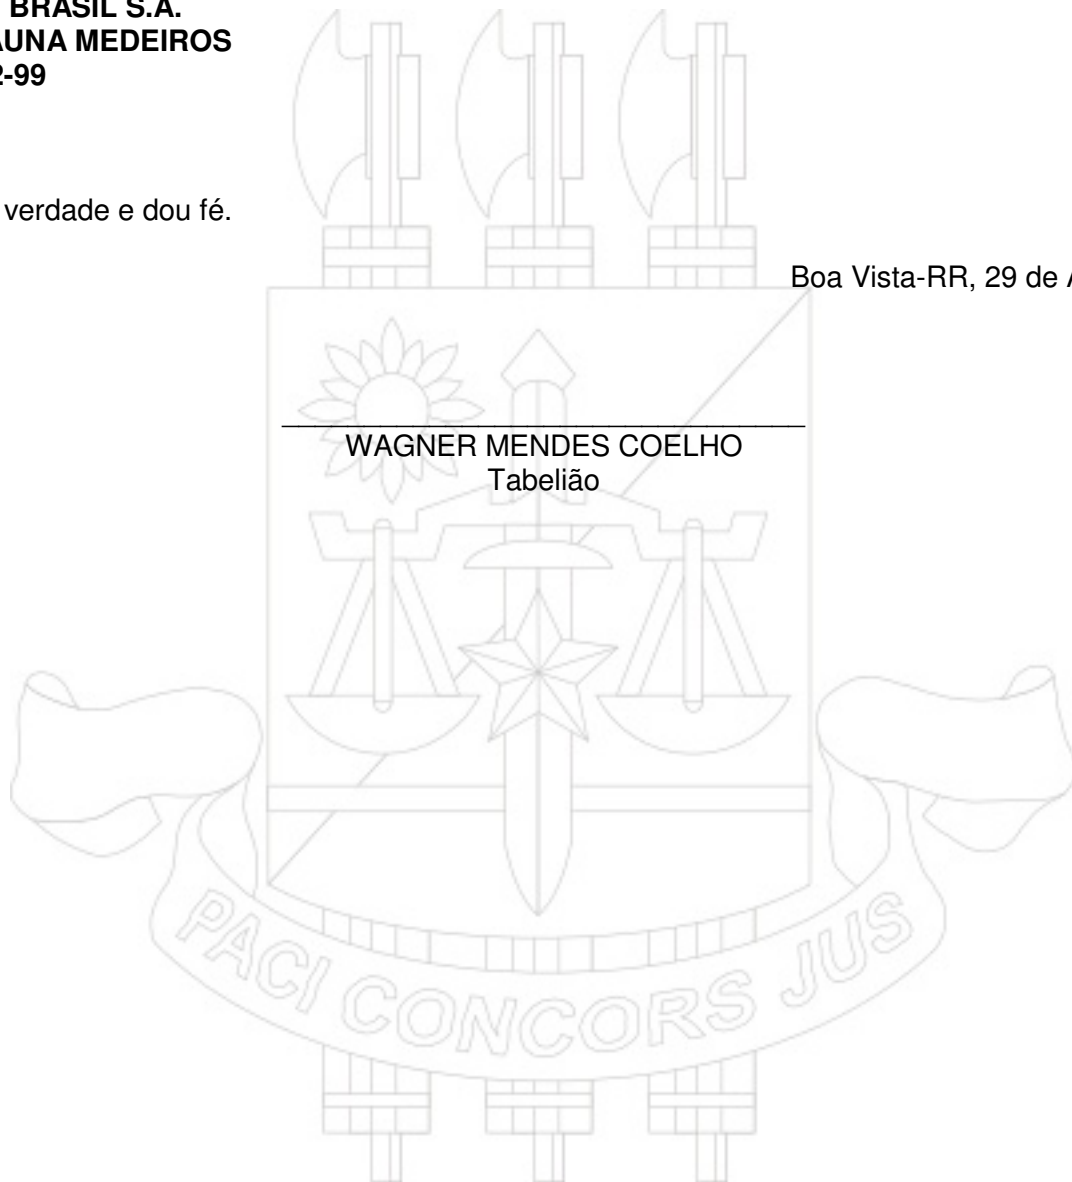 BRASIL S.A.
AUNA MEDEIROS
2-99
verdade e dou fé.
Boa Vista-RR, 29 de A
WAGNER MENDES COELHO
Tabelião
PACI CONCORS JUS